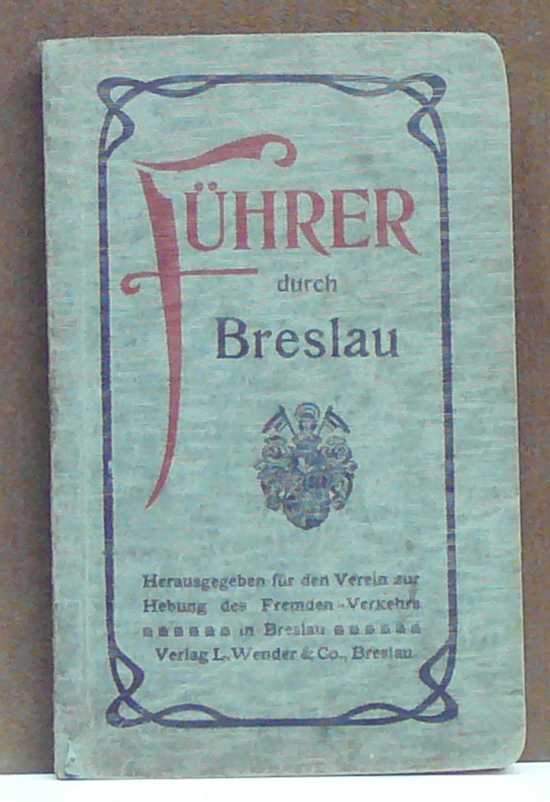 FÜHRER
durch
Breslau
Herausgegeben für den Verein zur
Hebung des Fremden-Verkehrs
in Breslau
Verlag L. Wender & Co., Breslau